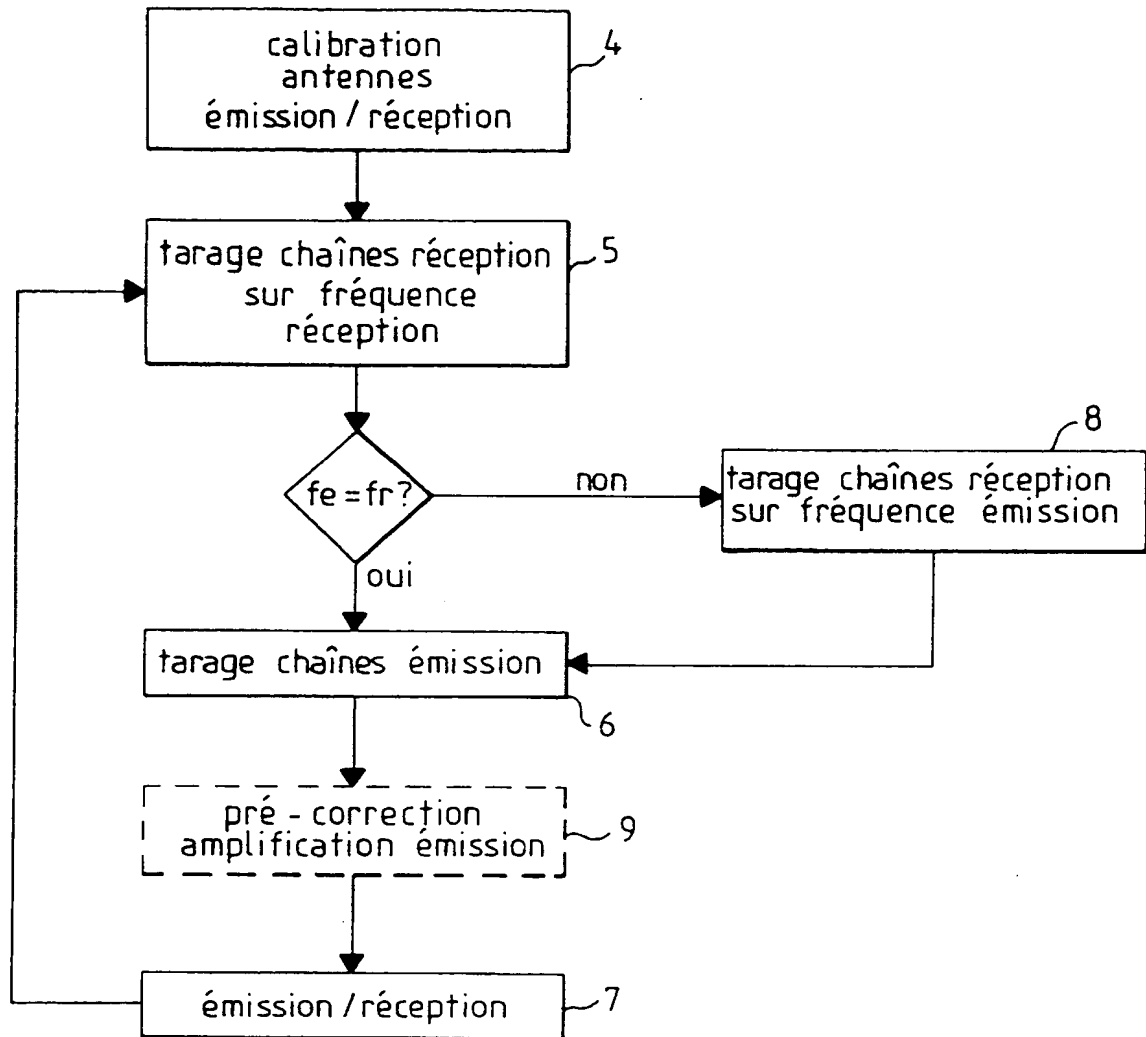 calibration
antennes
émission / réception
4
tarage chaînes réception
sur fréquence
réception
5
fe = fr?
non
oui
8
tarage chaînes réception
sur fréquence émission
tarage chaînes émission
6
pré - correction
amplification émission
9
émission / réception
7